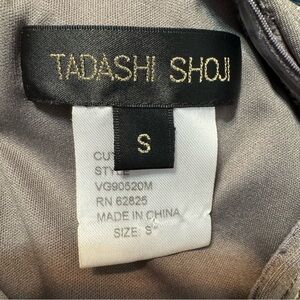 TADASHI SHOJI
S
CUT
STYLE
VG90520M
RN 62825
MADE IN CHINA
SIZE: S"